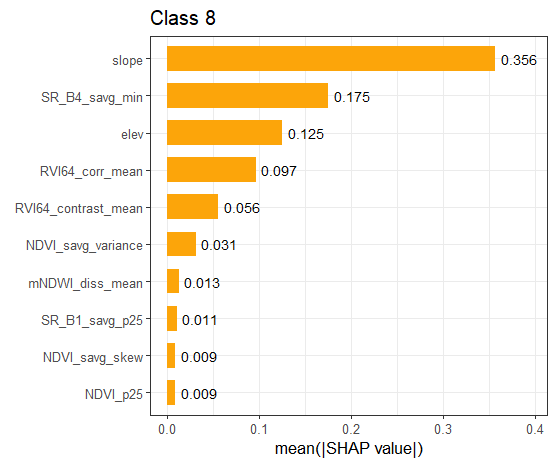 Class 8
slope
0.356
SR_B4_savg_min
0.175
elev
0.125
RVI64_corr_mean
0.097
RVI64_contrast_mean
0.056
NDVI_savg_variance
0.031
mNDWI_diss_mean
0.013
SR_B1_savg_p25
0.011
NDVI_savg_skew
0.009
NDVI_p25
0.009
0.0 0.1 0.2 0.3 0.4
mean(|SHAP value|)